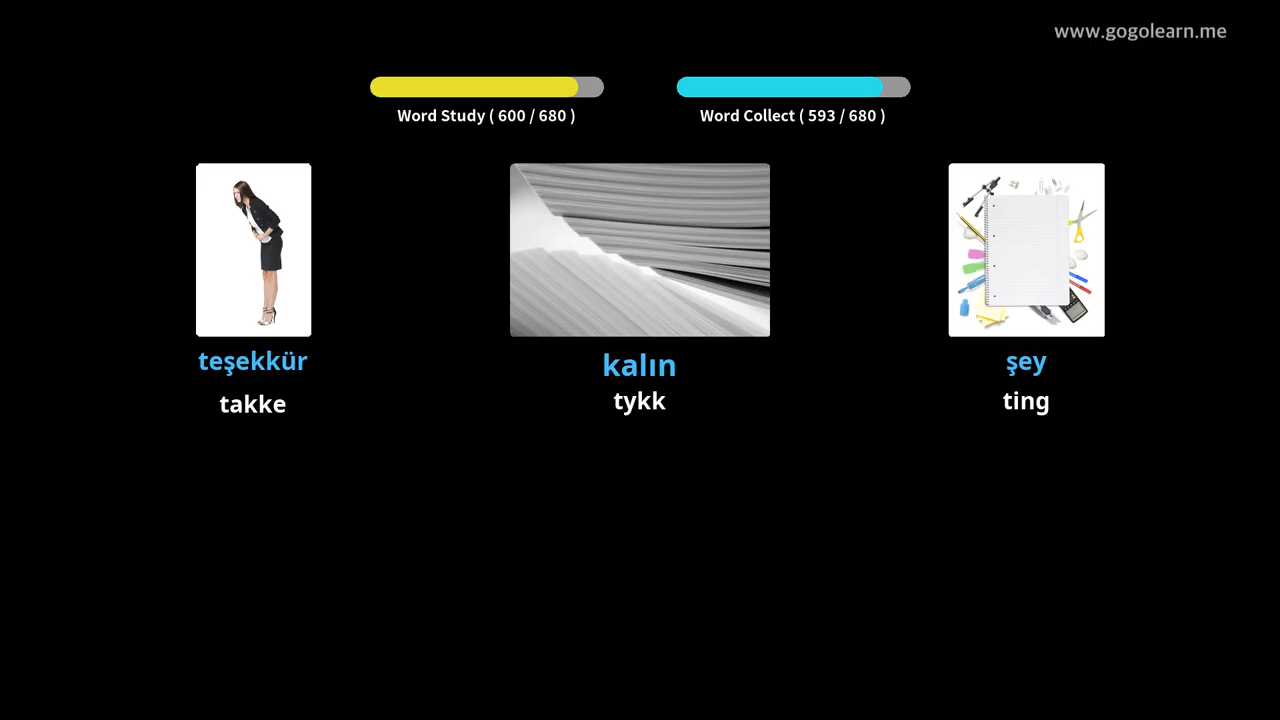 www.gogolearn.me
Word Study ( 600 / 680 )
Word Collect ( 593 / 680 )
teşekkür
takke
kalın
tykk
şey
ting